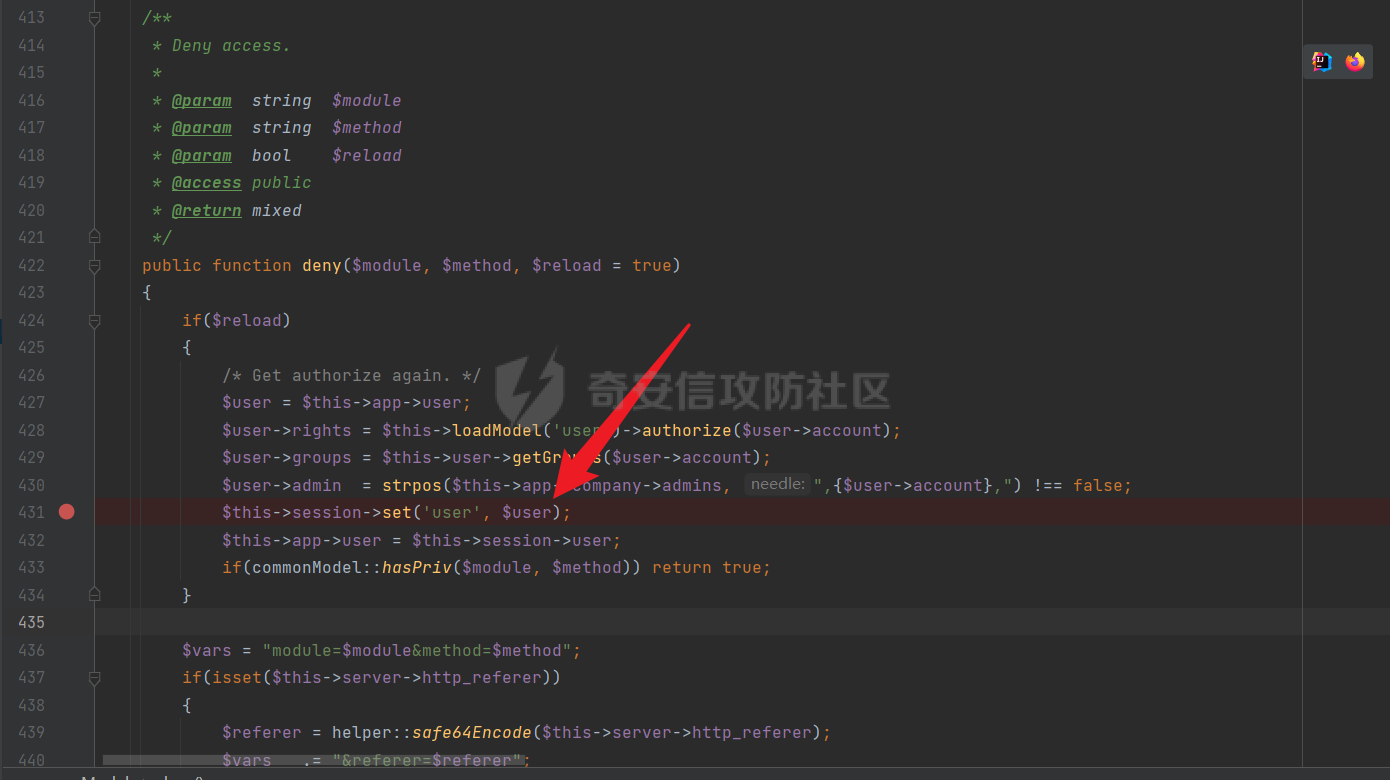 413 /**
414 * Deny access.
415 *
416 * @param string $module
417 * @param string $method
418 * @param bool $reload
419 * @access public
420 * @return mixed
421 */
422 public function deny($module, $method, $reload = true)
423 {
424 if($reload)
425 {
426 /* Get authorize again. */
427 $user = $this->app->user;
428 $user->rights = $this->loadModel('user')->authorize($user->account);
429 $user->groups = $this->user->getGroups($user->account);
430 $user->admin = strpos($this->app->company->admins, needle: ",{$user->account},") !== false;
431 $this->session->set('user', $user);
432 $this->app->user = $this->session->user;
433 if(commonModel::hasPriv($module, $method)) return true;
434 }
435
436 $vars = "module=$module&method=$method";
437 if(isset($this->server->http_referer))
438 {
439 $referer = helper::safe64Encode($this->server->http_referer);
440 $vars .= "&referer=$referer";
奇安信攻防社区